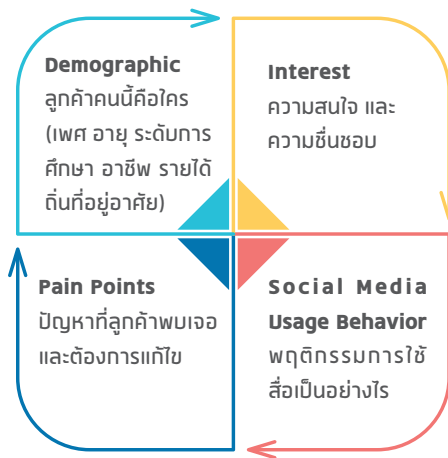 Demographic
ลูกค้าคนนี้คือใคร
(เพศ อายุ ระดับการ
ศึกษา อาชีพ รายได้
ถิ่นที่อยู่อาศัย)
Interest
ความสนใจ และ
ความชื่นชอบ
Pain Points
ปัญหาที่ลูกค้าพบเจอ
และต้องการแก้ไข
Social Media
Usage Behavior
พฤติกรรมการใช้
สื่อเป็นอย่างไร